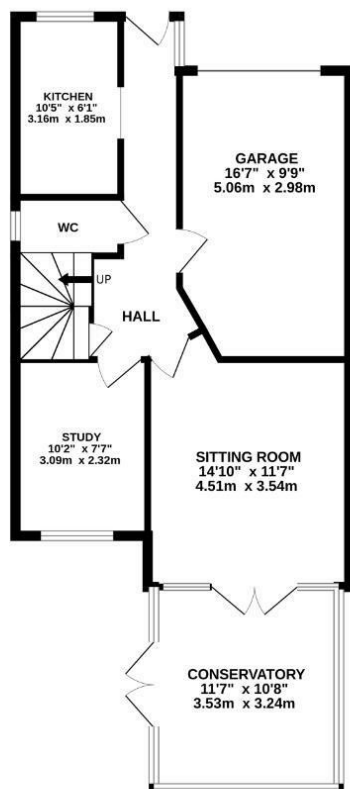 KITCHEN
10'5" x 6'1"
3.16m x 1.85m
GARAGE
16'7" x 9'9"
5.06m x 2.98m
WC
UP
HALL
STUDY
10'2" x 7'7"
3.09m x 2.32m
SITTING ROOM
14'10" x 11'7"
4.51m x 3.54m
CONSERVATORY
11'7" x 10'8"
3.53m x 3.24m